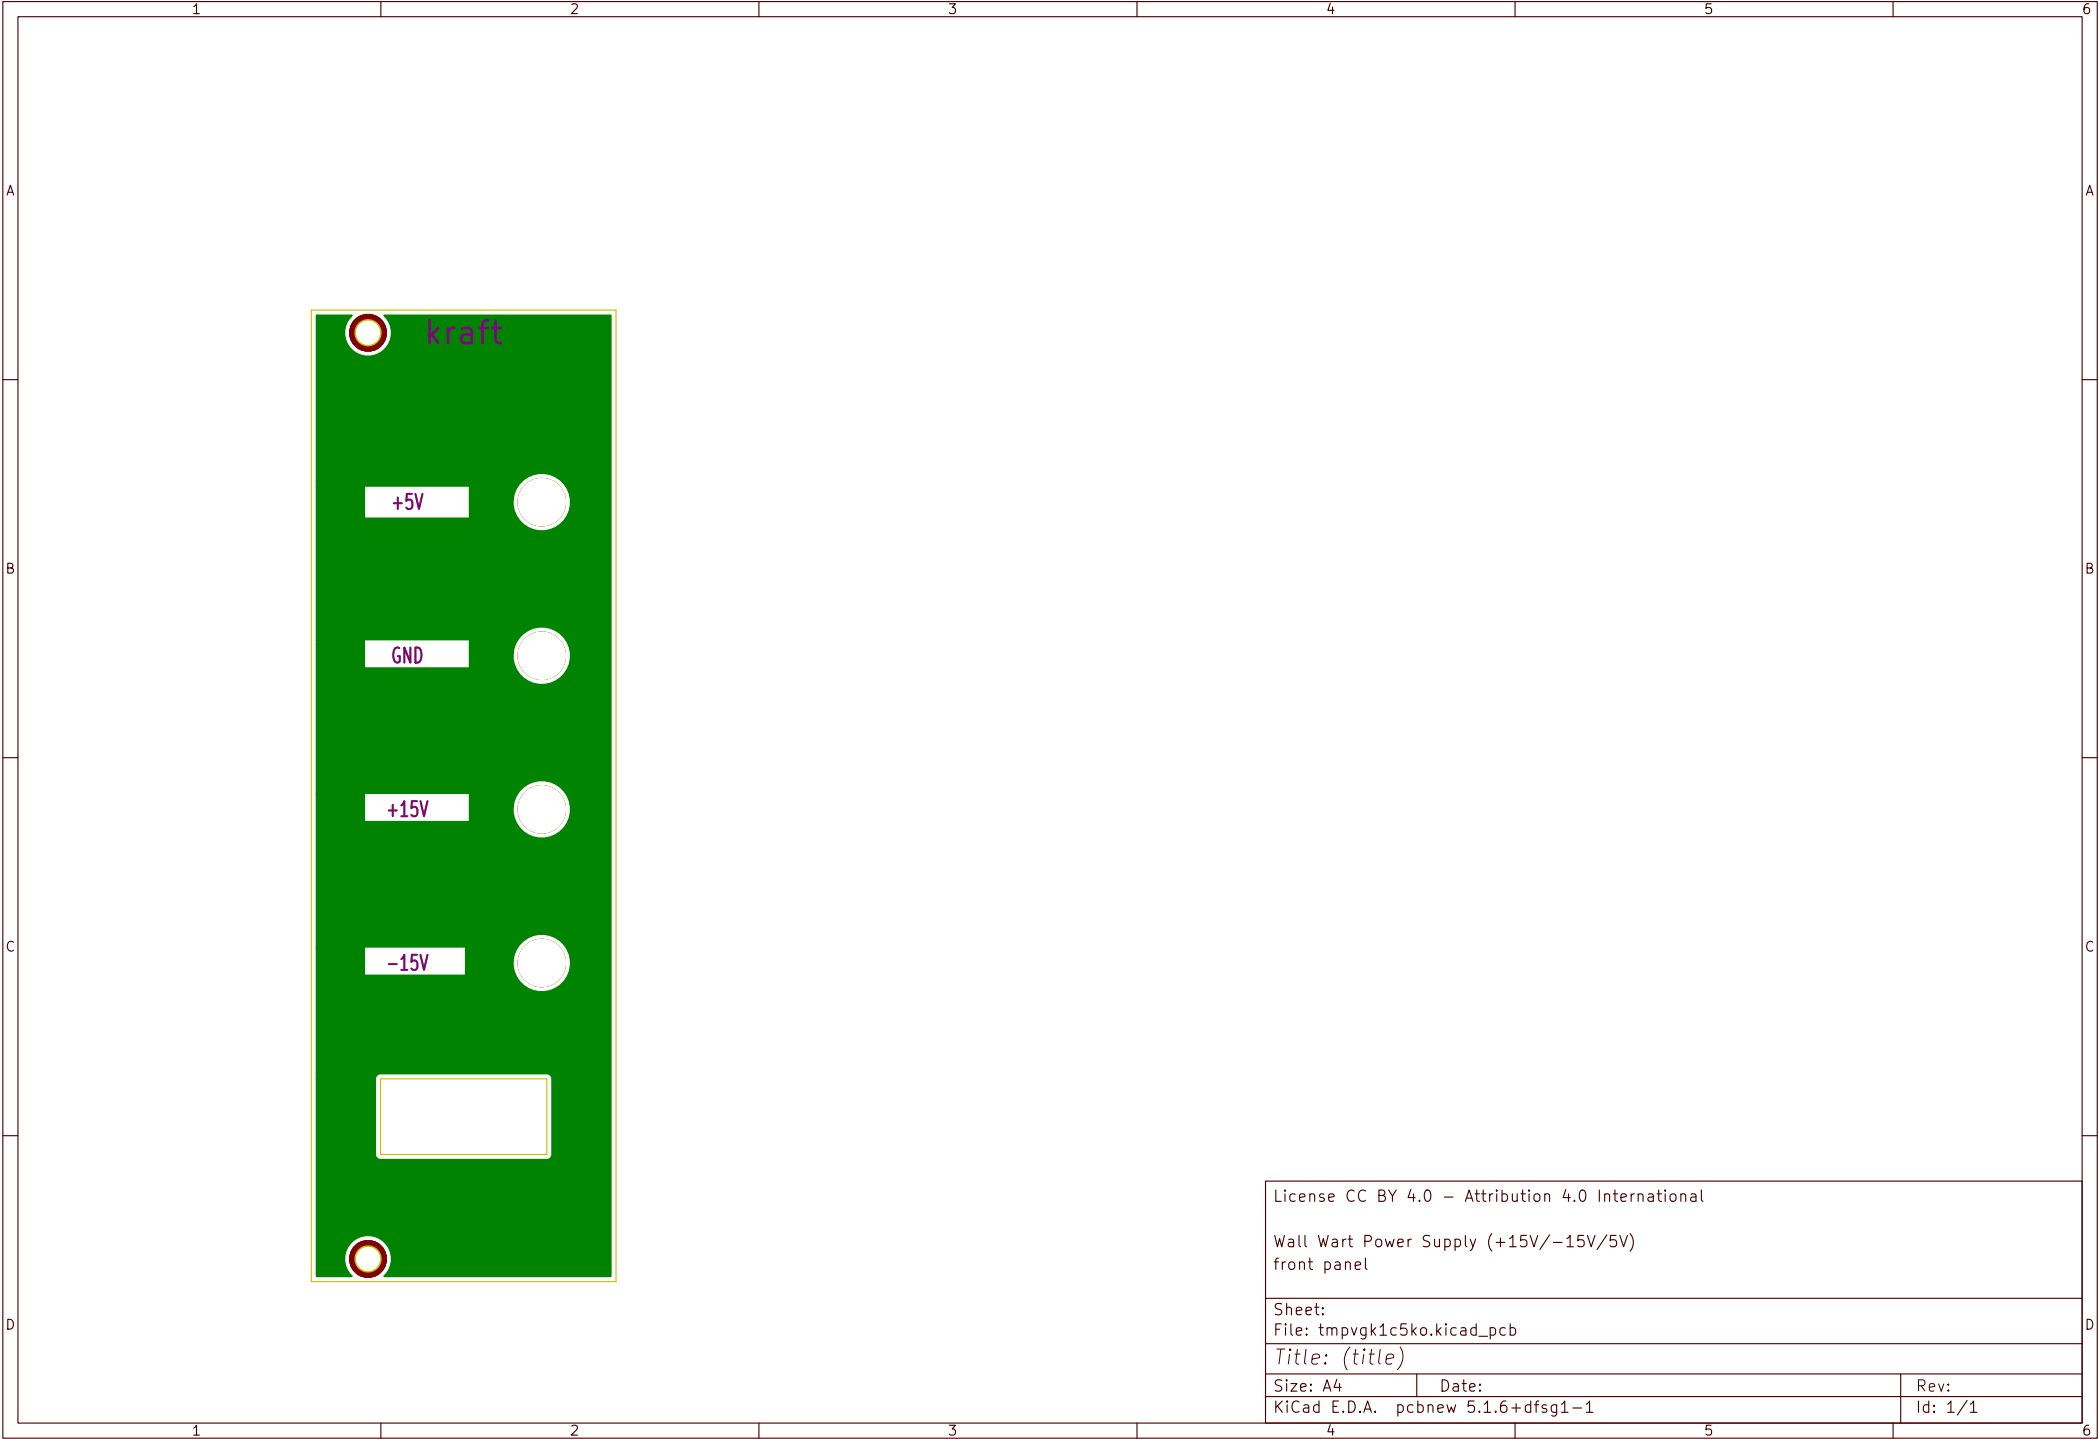 1 2 3 4 5 6
A A
kraft
+5V
B B
GND
+15V
C C
-15V
License CC BY 4.0 - Attribution 4.0 International
Wall Wart Power Supply (+15V/-15V/5V)
front panel
Sheet:
File: tmpvgk1c5ko.kicad_pcb
D D
Title: (title)
Size: A4 Date: Rev:
KiCad E.D.A. pcbnew 5.1.6+dfsg1-1 Id: 1/1
1 2 3 4 5 6